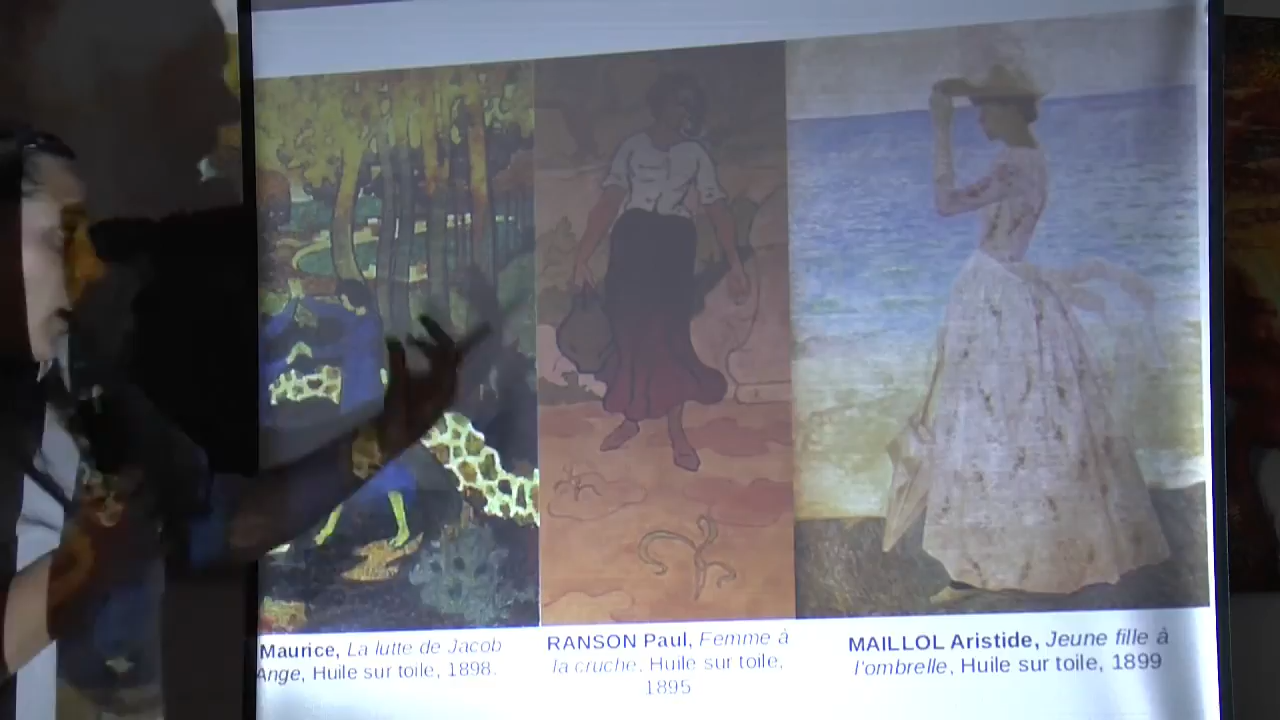 Maurice, La lutte de Jacob
Ange, Huile sur toile, 1898.
RANSON Paul, Femme à
la cruche, Huile sur toile,
1895
MAILLOL Aristide, Jeune fille à
l'ombrelle, Huile sur toile, 1899